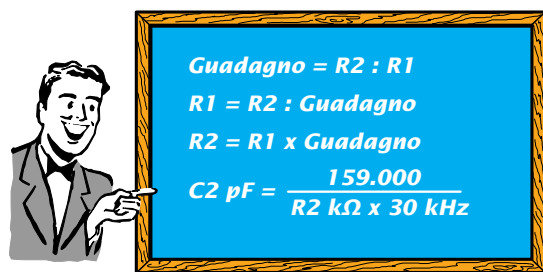 Guadagno = R2 : R1
R1 = R2 : Guadagno
R2 = R1 x Guadagno
C2 pF = 159.000 / R2 kΩ x 30 kHz